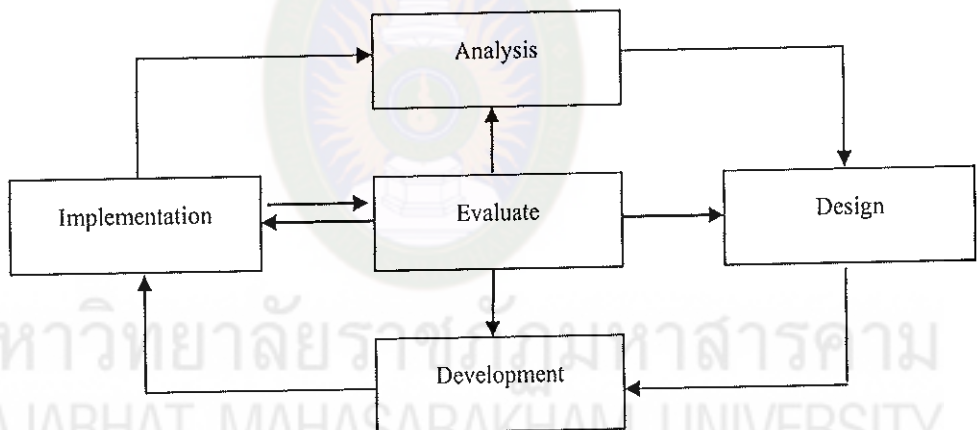 Analysis
Implementation
Evaluate
Design
Development
มหาวิทยาลัยราชภัฏมหาสารคาม
RAJABHAT MAHASARAKHAM UNIVERSITY